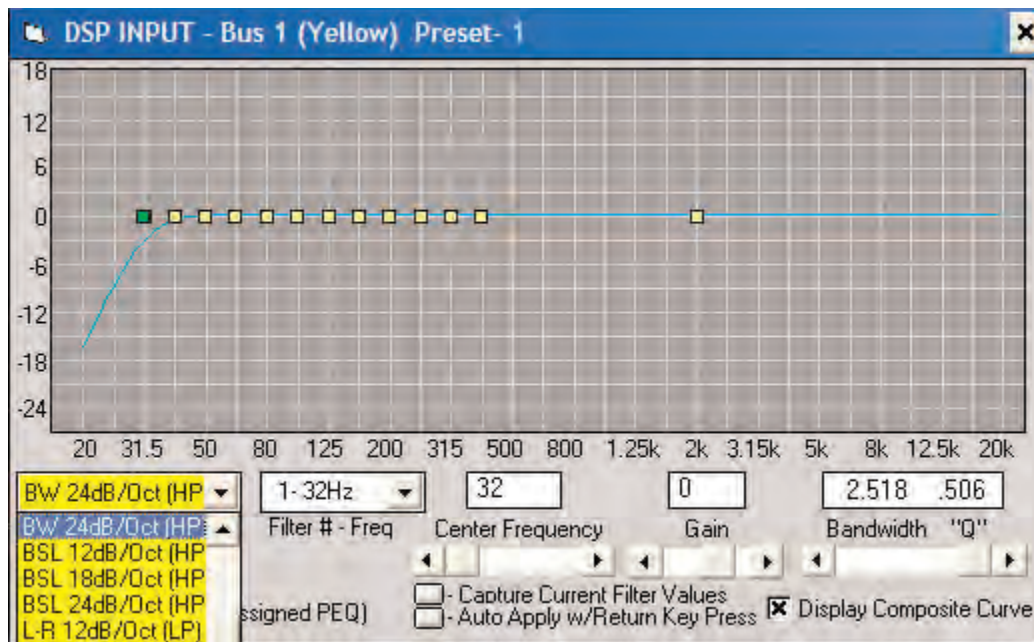 DSP INPUT - Bus 1 (Yellow) Preset- 1
18
12
6
0
-6
-12
-18
-24
20 31.5 50 80 125 200 315 500 800 1.25k 2k 3.15k 5k 8k 12.5k 20k
BW 24dB/Oct (HP 1- 32Hz 32 0 2.518 .506
Filter # - Freq Center Frequency Gain Bandwidth "Q"
BW 24dB/Oct (HP
BSL 12dB/Oct (HP
BSL 18dB/Oct (HP
BSL 24dB/Oct (HP
L-R 12dB/Oct (LP)
ssigned PEQ)
- Capture Current Filter Values
- Auto Apply w/Return Key Press
Display Composite Curve